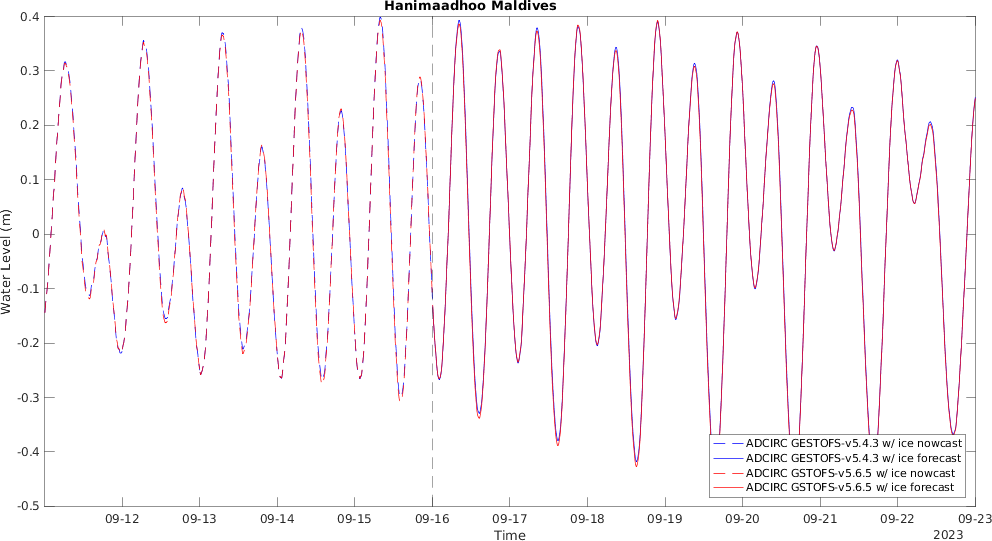 Hanimaadhoo Maldives
0.4
0.3
0.2
0.1
0
-0.1
-0.2
-0.3
-0.4
-0.5
Water Level (m)
ADCIRC GESTOFS-v5.4.3 w/ ice nowcast
ADCIRC GESTOFS-v5.4.3 w/ ice forecast
ADCIRC GSTOFS-v5.6.5 w/ ice nowcast
ADCIRC GSTOFS-v5.6.5 w/ ice forecast
09-12 09-13 09-14 09-15 09-16 09-17 09-18 09-19 09-20 09-21 09-22 09-23
Time
2023